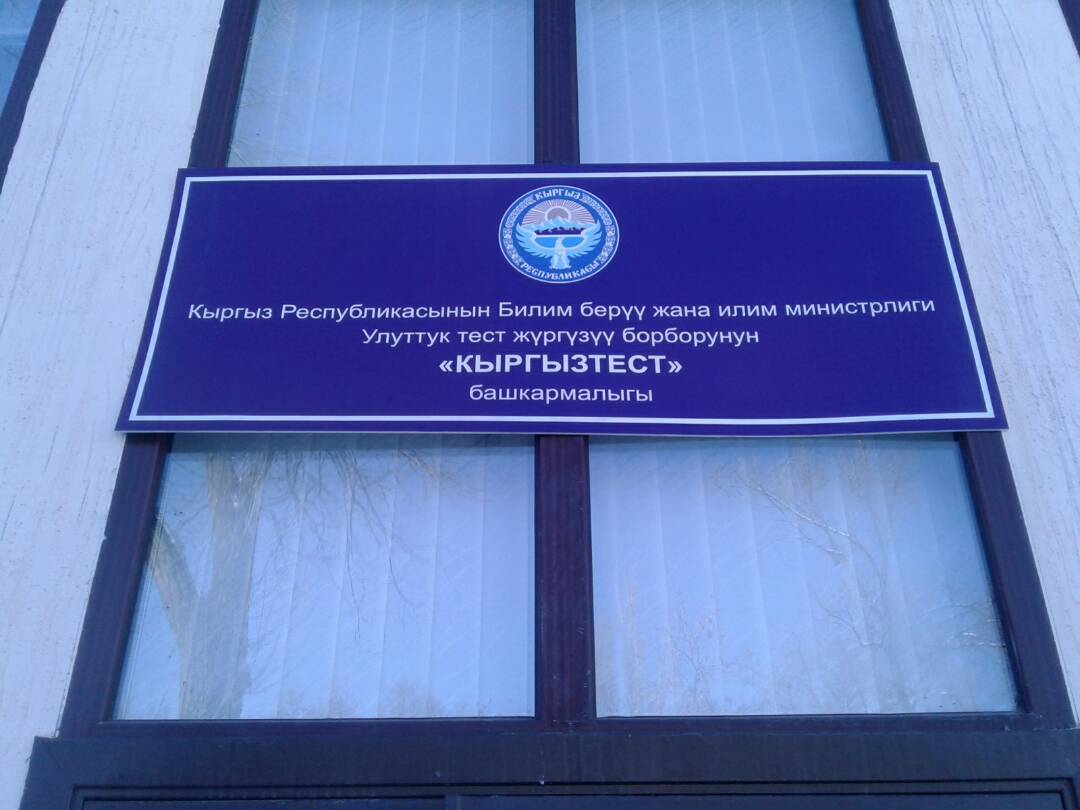 КЫРГЫЗ
РЕСПУБЛИКАСЫ
Кыргыз Республикасынын Билим берүү жана илим министрлиги
Улуттук тест жүргүзүү борборунун
«КЫРГЫЗТЕСТ»
башкармалыгы